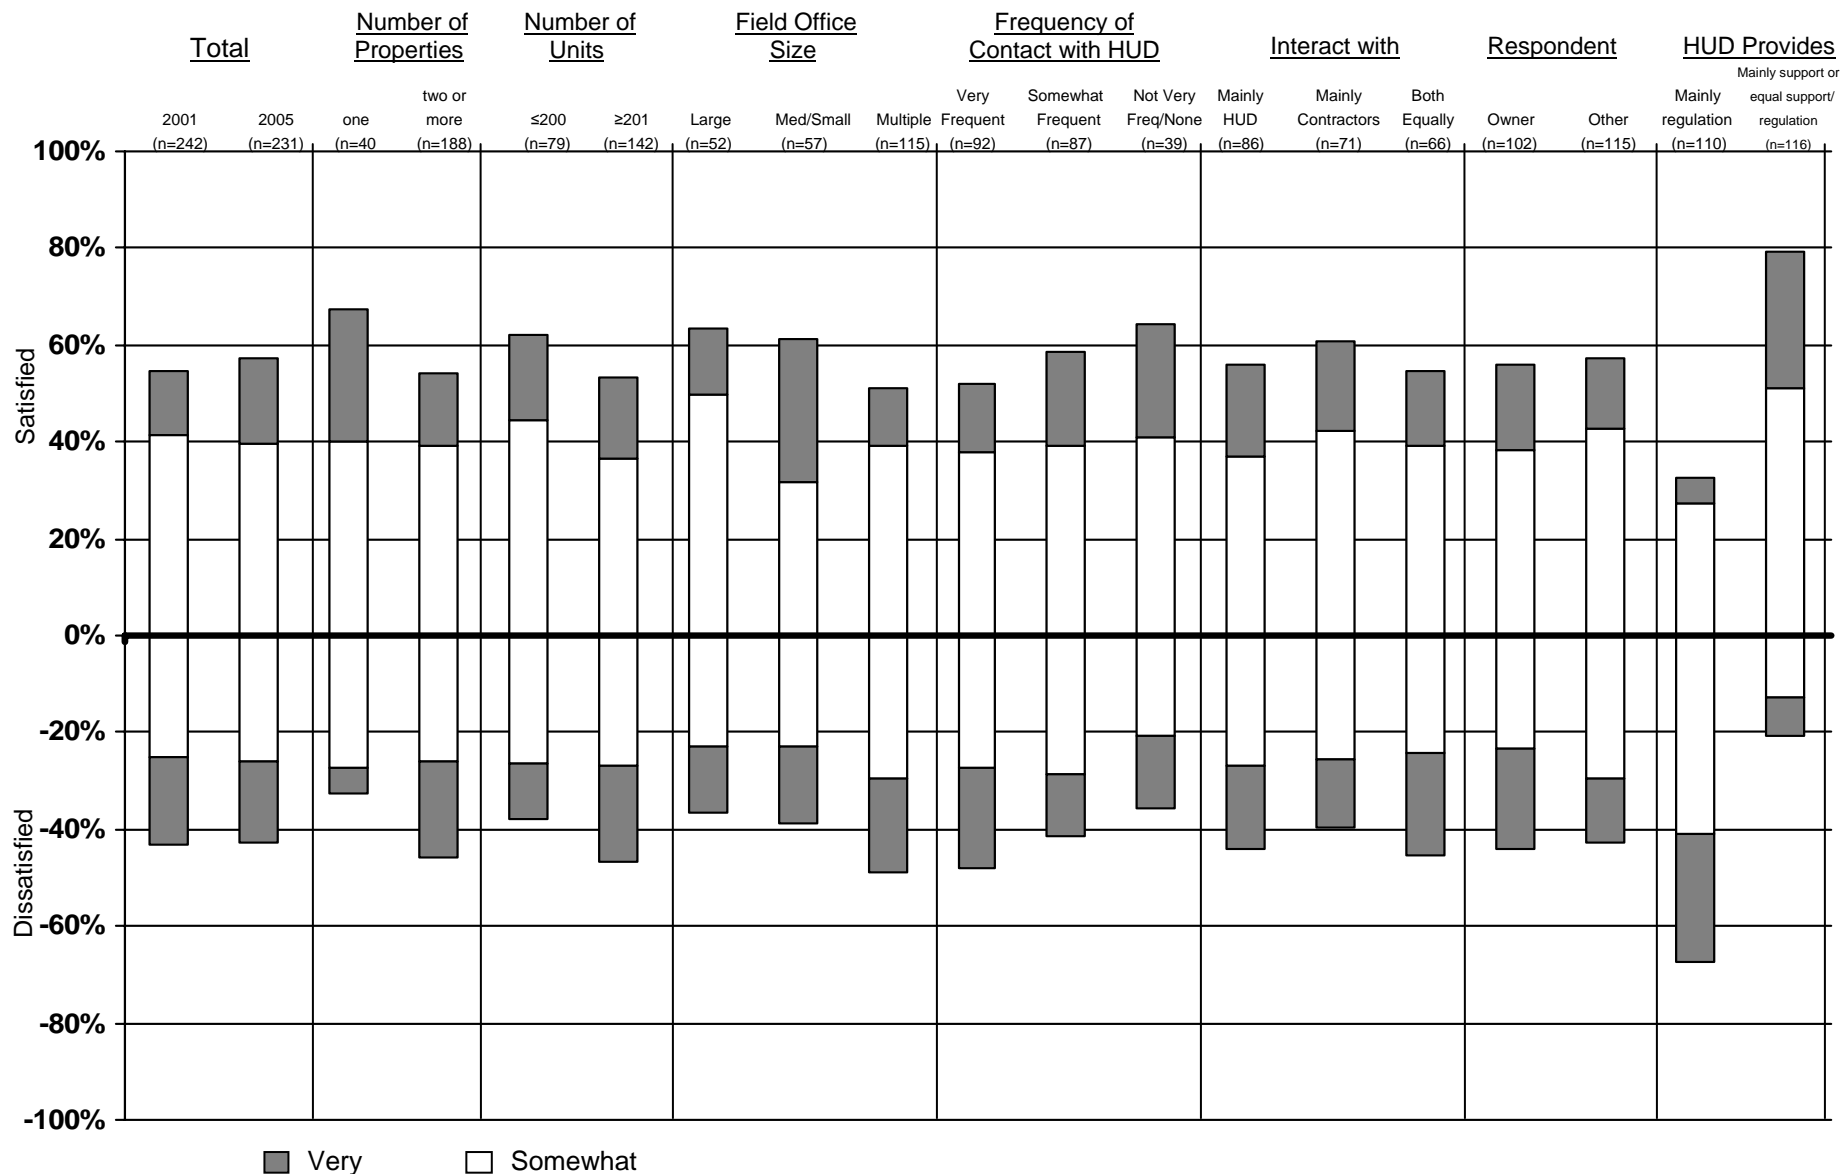 Total
Number of
Properties
Number of
Units
Field Office
Size
Frequency of
Contact with HUD
Interact with
Respondent
HUD Provides
2001
(n=242)
2005
(n=231)
one
(n=40
two or
more
(n=188)
≤200
(n=79)
≥201
(n=142)
Large
(n=52)
Med/Small
(n=57)
Multiple
(n=115)
Very
Frequent
(n=92)
Somewhat
Frequent
(n=87)
Not Very
Freq/None
(n=39)
Mainly
HUD
(n=86)
Mainly
Contractors
(n=71)
Both
Equally
(n=66)
Owner
(n=102)
Other
(n=115)
Mainly
regulation
(n=110)
Mainly support or
equal support/
regulation
(n=116)
100%
80%
60%
40%
20%
0%
-20%
-40%
-60%
-80%
-100%
Satisfied
Dissatisfied
Very
Somewhat